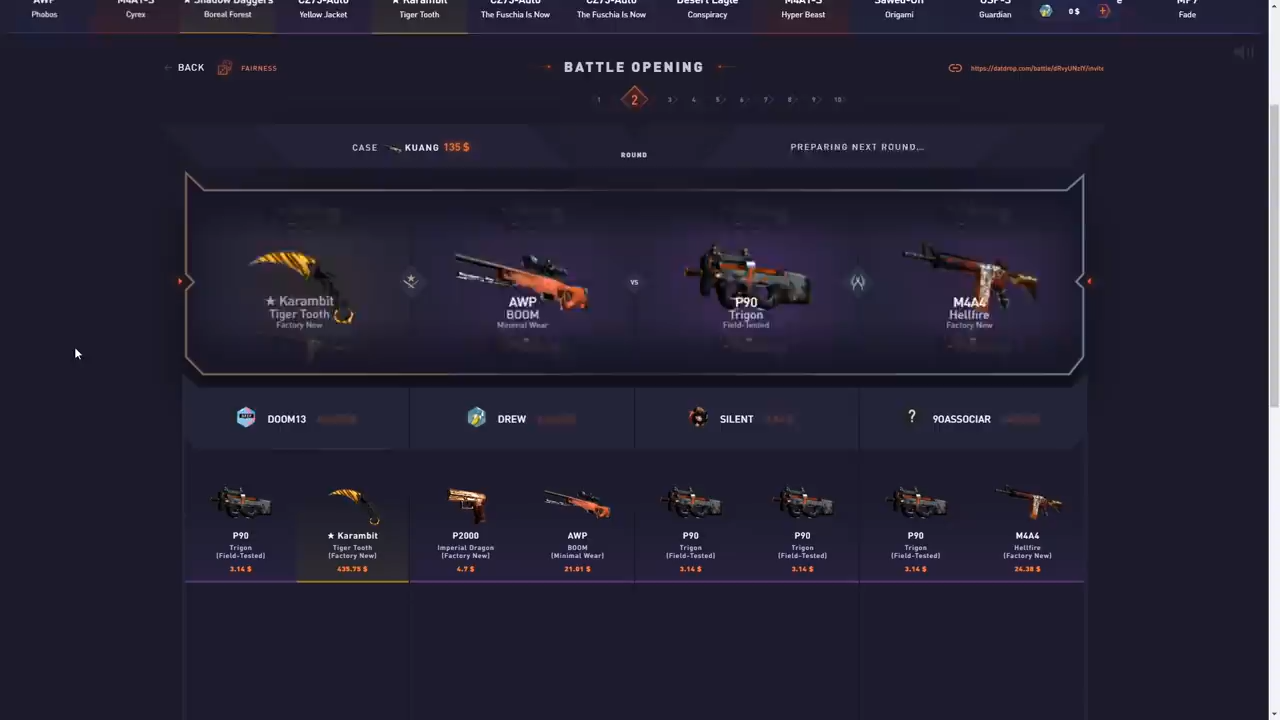 AWP
M4A1-S
★ Shadow Daggers
CZ75-Auto
★ Karambit
CZ75-Auto
CZ75-Auto
Desert Eagle
M4A1-S
Sawed-Off
USP-S
MP7
Phobos
Cyrex
Boreal Forest
Yellow Jacket
Tiger Tooth
The Fuschia Is Now
The Fuschia Is Now
Conspiracy
Hyper Beast
Origami
Guardian
0 $
Fade
← BACK
FAIRNESS
BATTLE OPENING
1 2 3 4 5 6 7 8 9 10
CASE KUANG 135 $
ROUND
PREPARING NEXT ROUND...
★ Karambit
Tiger Tooth
Factory New
AWP
BOOM
Minimal Wear
VS
P90
Trigon
Field-Tested
M4A4
Hellfire
Factory New
DOOM13
DREW
SILENT
?
90ASSOCIAR
P90
Trigon
(Field-Tested)
3.14 $
★ Karambit
Tiger Tooth
(Factory New)
435.75 $
P2000
Imperial Dragon
(Factory New)
4.7 $
AWP
BOOM
(Minimal Wear)
21.01 $
P90
Trigon
(Field-Tested)
3.14 $
P90
Trigon
(Field-Tested)
3.14 $
P90
Trigon
(Field-Tested)
3.14 $
M4A4
Hellfire
(Factory New)
24.38 $